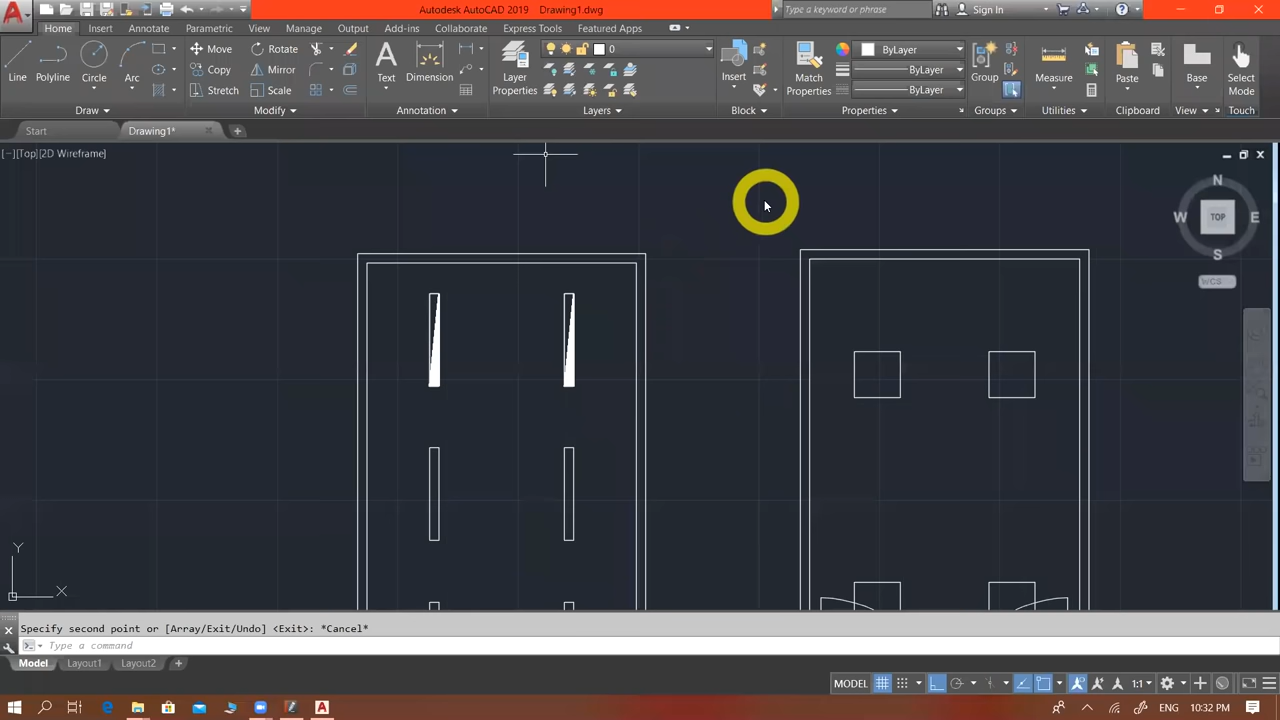 Autodesk AutoCAD 2019 Drawing1.dwg
Type a keyword or phrase
Sign In
Home Insert Annotate Parametric View Manage Output Add-ins Collaborate Express Tools Featured Apps
Line
Polyline
Circle
Arc
Move
Rotate
Copy
Mirror
Stretch
Scale
Text
Dimension
Layer Properties
0
Insert
Match Properties
ByLayer
ByLayer
ByLayer
Group
Measure
Paste
Base
Select Mode
Draw
Modify
Annotation
Layers
Block
Properties
Groups
Utilities
Clipboard
View
Touch
Start
Drawing1*
[−][Top][2D Wireframe]
N
W
TOP
E
S
WCS
Y
X
Specify second point or [Array/Exit/Undo] <Exit>: *Cancel*
Type a command
Model
Layout1
Layout2
MODEL
1:1
ENG
10:32 PM